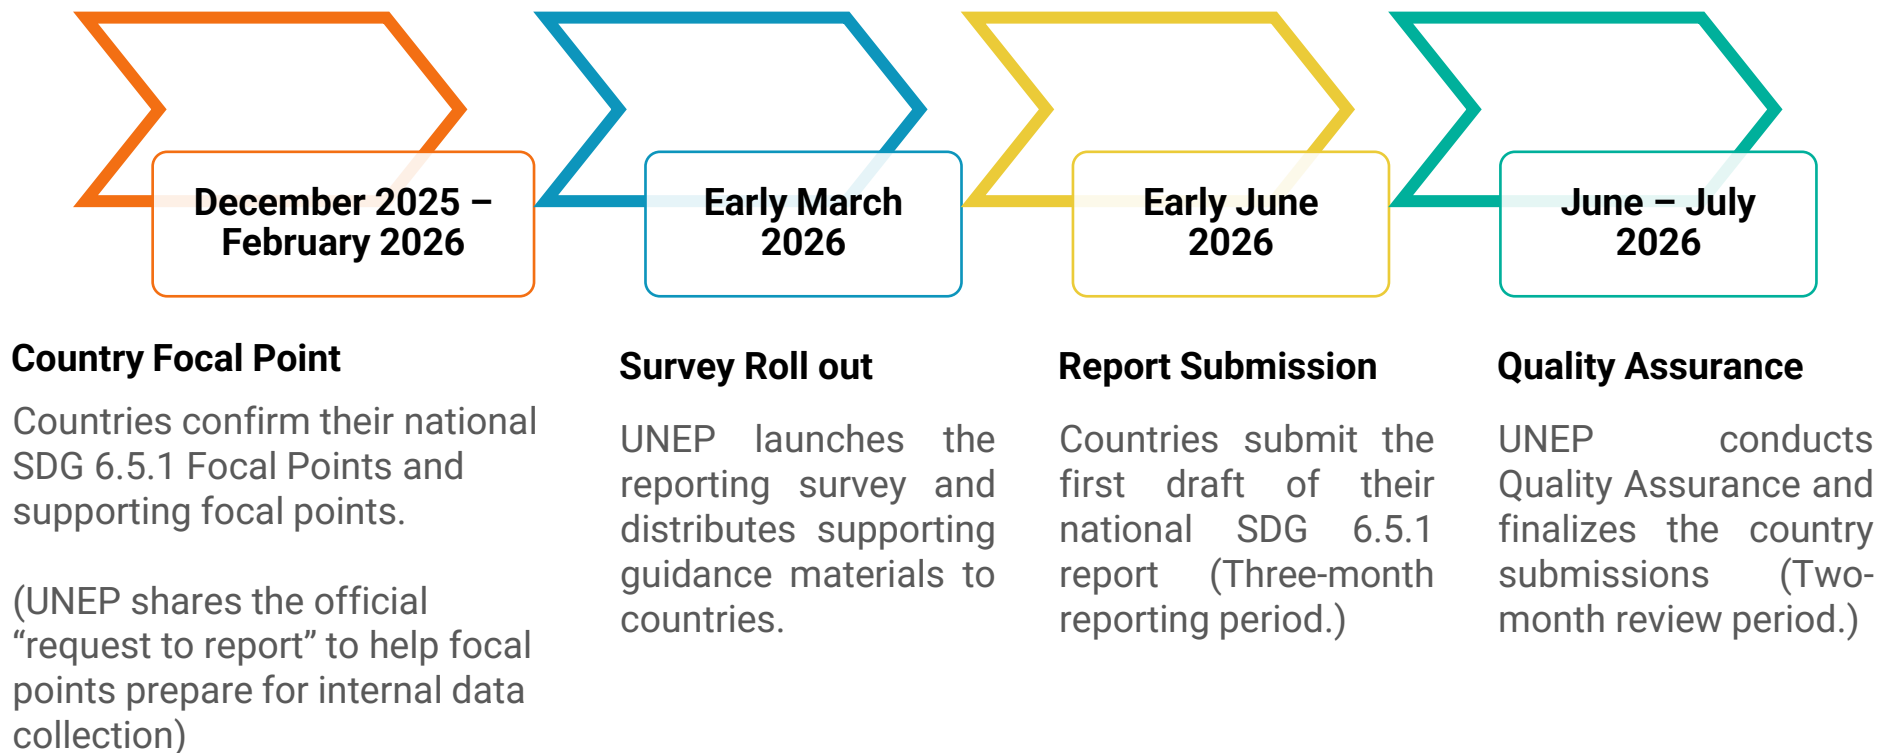 December 2025 –
February 2026
Early March
2026
Early June
2026
June – July
2026
Country Focal Point
Countries confirm their national
SDG 6.5.1 Focal Points and
supporting focal points.
(UNEP shares the official
“request to report” to help focal
points prepare for internal data
collection)
Survey Roll out
UNEP launches the
reporting survey and
distributes supporting
guidance materials to
countries.
Report Submission
Countries submit the
first draft of their
national SDG 6.5.1
report (Three-month
reporting period.)
Quality Assurance
UNEP conducts
Quality Assurance and
finalizes the country
submissions (Two-
month review period.)